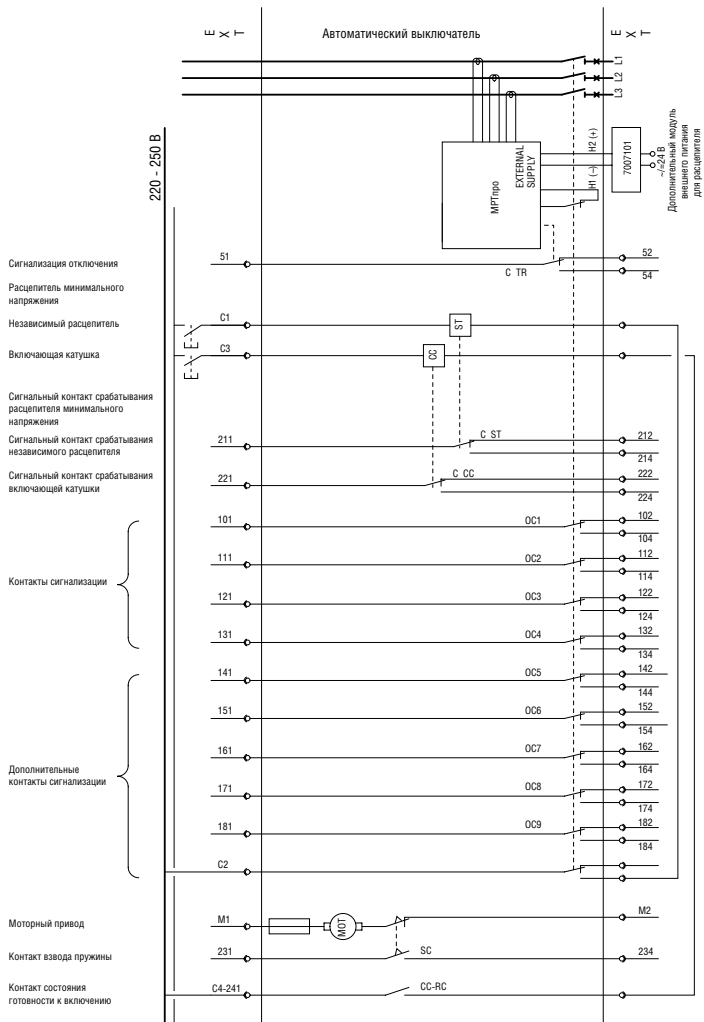 Е Х Т
Автоматический выключатель
Е Х Т
L1
L2
L3
220 - 250 В
МРТпро
EXTERNAL
SUPPLY
H2 (+)
H1 (–)
7007101
~/=24 В
Дополнительный модуль
внешнего питания
для расцепителя
Сигнализация отключения
51
C TR
52
54
Расцепитель минимального
напряжения
Независимый расцепитель
C1
ST
Включающая катушка
C3
CC
Сигнальный контакт срабатывания
расцепителя минимального
напряжения
Сигнальный контакт срабатывания
независимого расцепителя
211
C ST
212
214
Сигнальный контакт срабатывания
включающей катушки
221
C CC
222
224
101
OC1
102
104
111
OC2
112
114
Контакты сигнализации
121
OC3
122
124
131
OC4
132
134
141
OC5
142
144
151
OC6
152
154
161
OC7
162
164
Дополнительные
контакты сигнализации
171
OC8
172
174
181
OC9
182
184
C2
Моторный привод
M1
MOT
M2
Контакт взвода пружины
231
SC
234
Контакт состояния
готовности к включению
C4-241
CC-RC